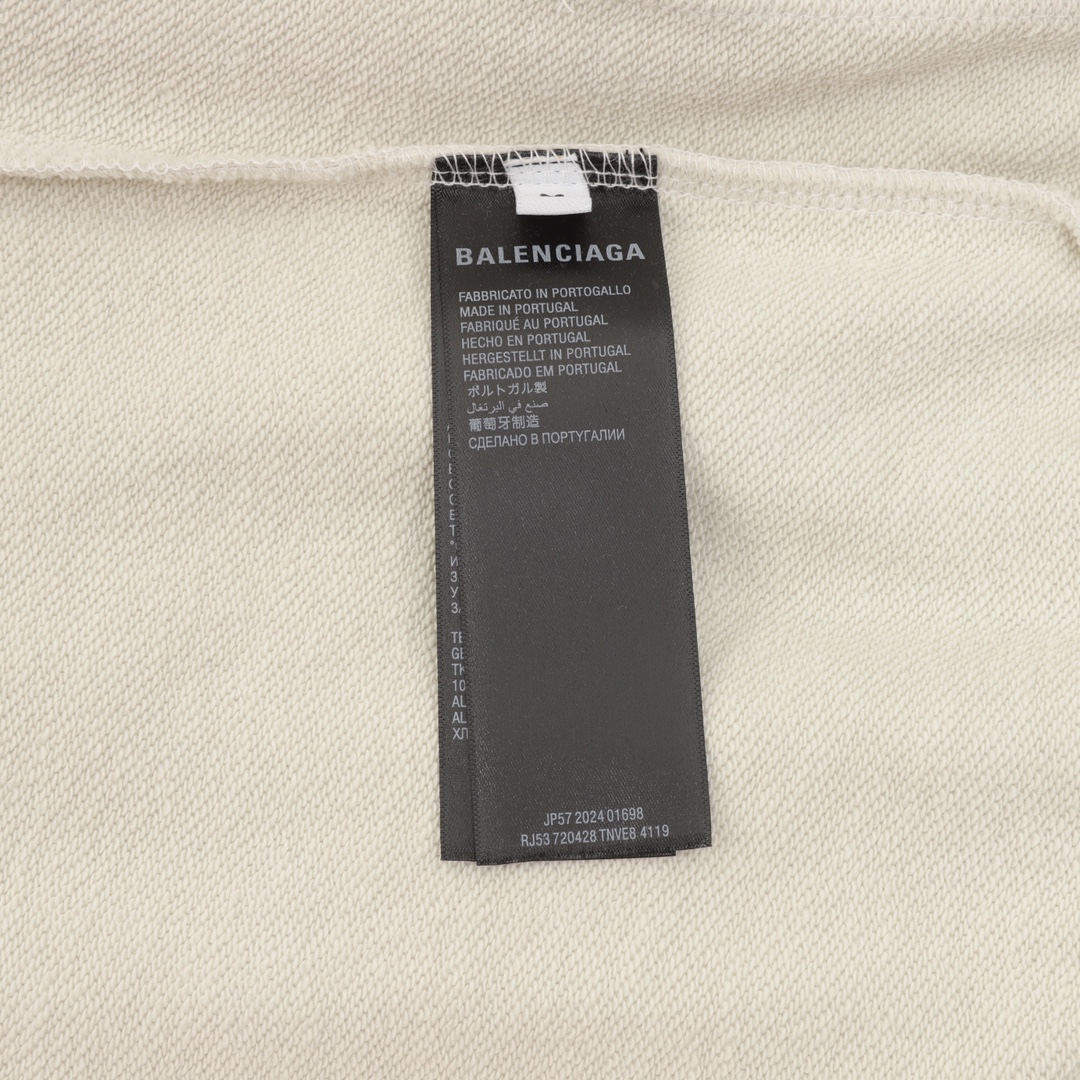 BALENCIAGA
FABBRICATO IN PORTOGALLO
MADE IN PORTUGAL
FABRIQUÉ AU PORTUGAL
HECHO EN PORTUGAL
HERGESTELLT IN PORTUGAL
FABRICADO EM PORTUGAL
ポルトガル製
صنع في البرتغال
葡萄牙制造
СДЕЛАНО В ПОРТУГАЛИИ
JP57 2024 01698
RJ53 720428 TNVE8 4119